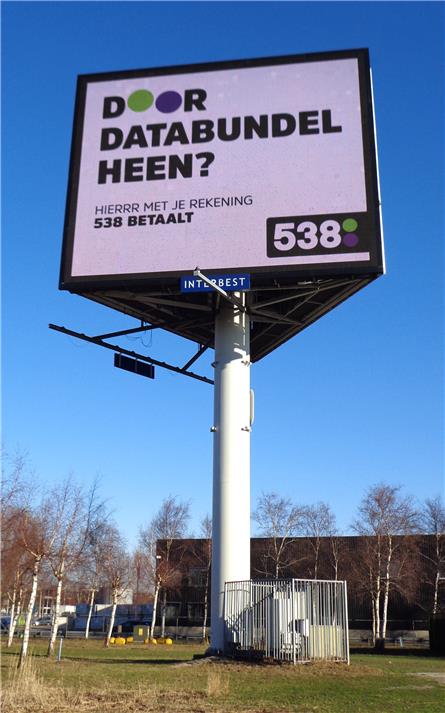 DOOR
DATABUNDEL
HEEN?
HIERRR MET JE REKENING
538 BETAALT
538
INTERBEST